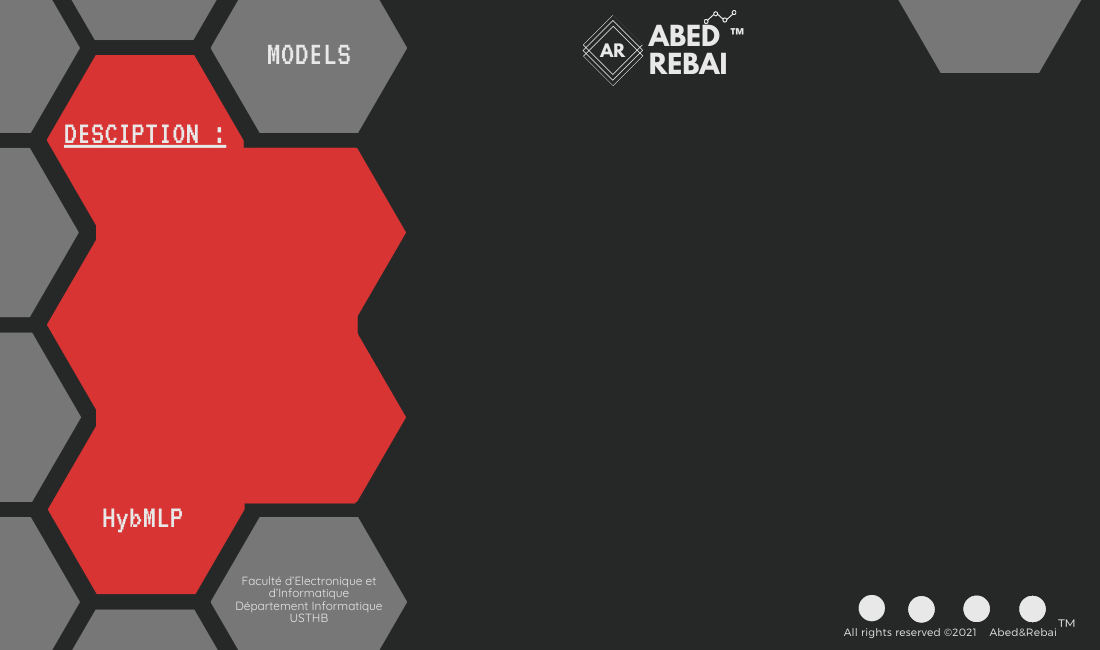 MODELS
AR
ABED ™
REBAI
DESCIPTION :
HybMLP
Faculté d'Electronique et
d'Informatique
Département Informatique
USTHB
All rights reserved ©2021 Abed&Rebai ™